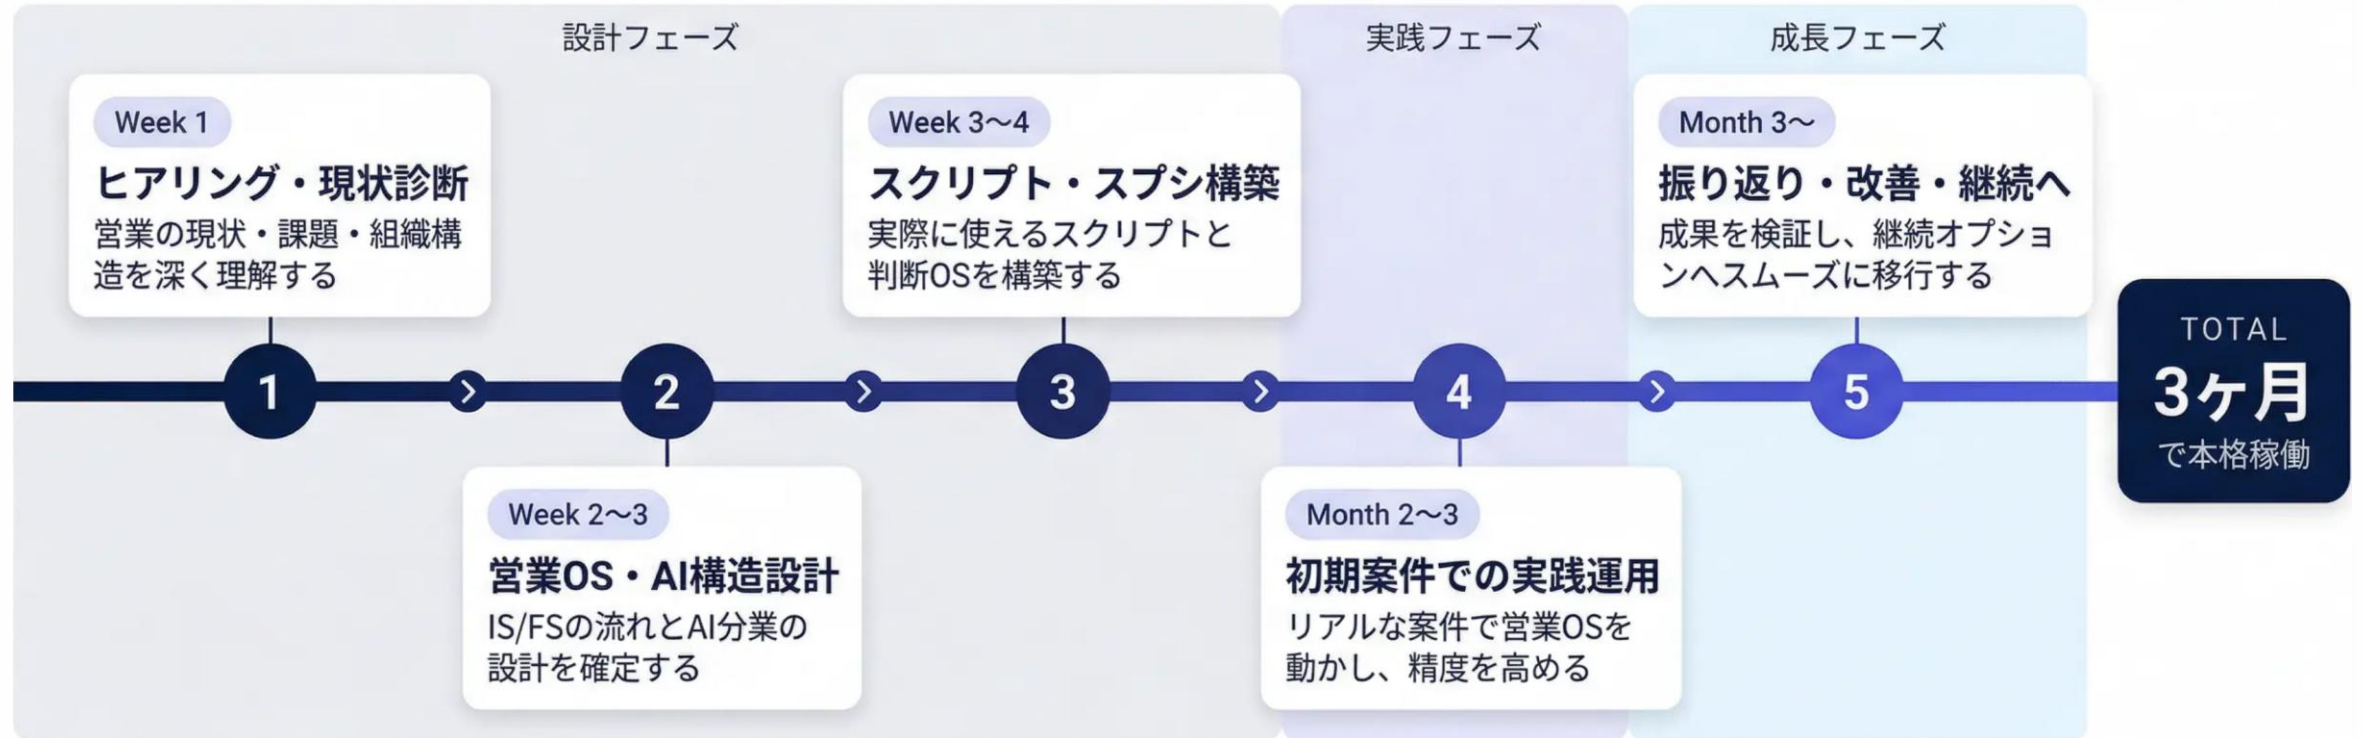 設計フェーズ
実践フェーズ
成長フェーズ
Week 1
ヒアリング・現状診断
営業の現状・課題・組織構
造を深く理解する
Week 3〜4
スクリプト・スプシ構築
実際に使えるスクリプトと
判断OSを構築する
Month 3〜
振り返り・改善・継続へ
成果を検証し、継続オプショ
ンへスムーズに移行する
1
2
3
4
5
TOTAL
3ヶ月
で本格稼働
Week 2〜3
営業OS・AI構造設計
IS/FSの流れとAI分業の
設計を確定する
Month 2〜3
初期案件での実践運用
リアルな案件で営業OSを
動かし、精度を高める